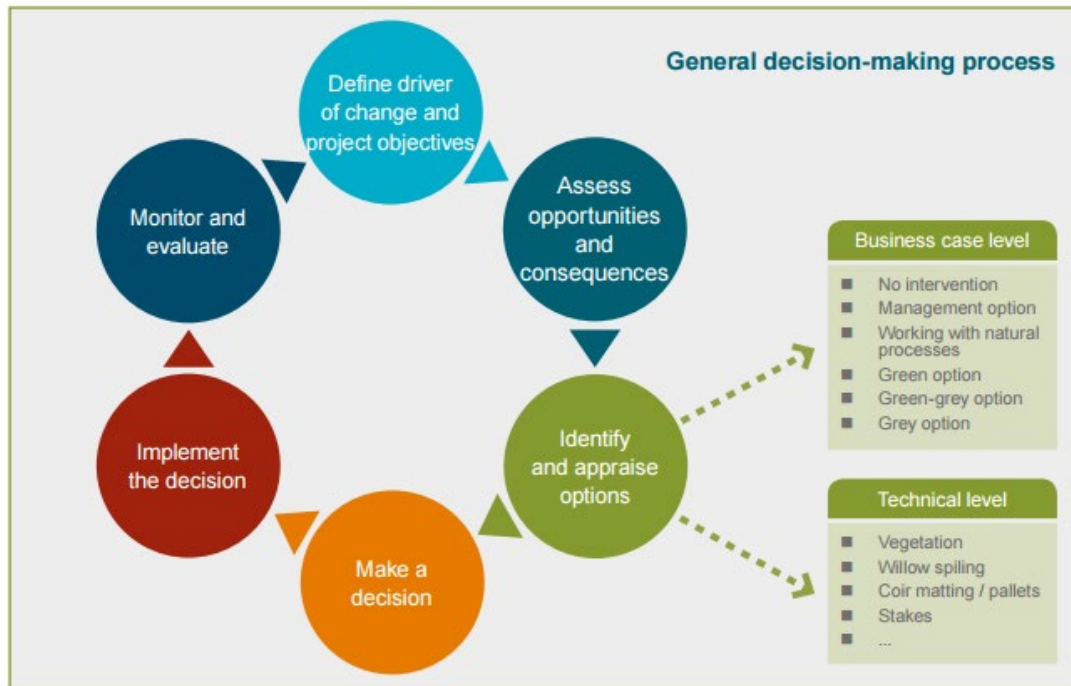 General decision-making process
Define driver
of change and
project objectives
Assess
opportunities
and
consequences
Identify
and appraise
options
Make a
decision
Implement
the decision
Monitor and
evaluate
Business case level
■ No intervention
■ Management option
■ Working with natural
processes
■ Green option
■ Green-grey option
■ Grey option
Technical level
■ Vegetation
■ Willow spiling
■ Coir matting / pallets
■ Stakes
■ ...